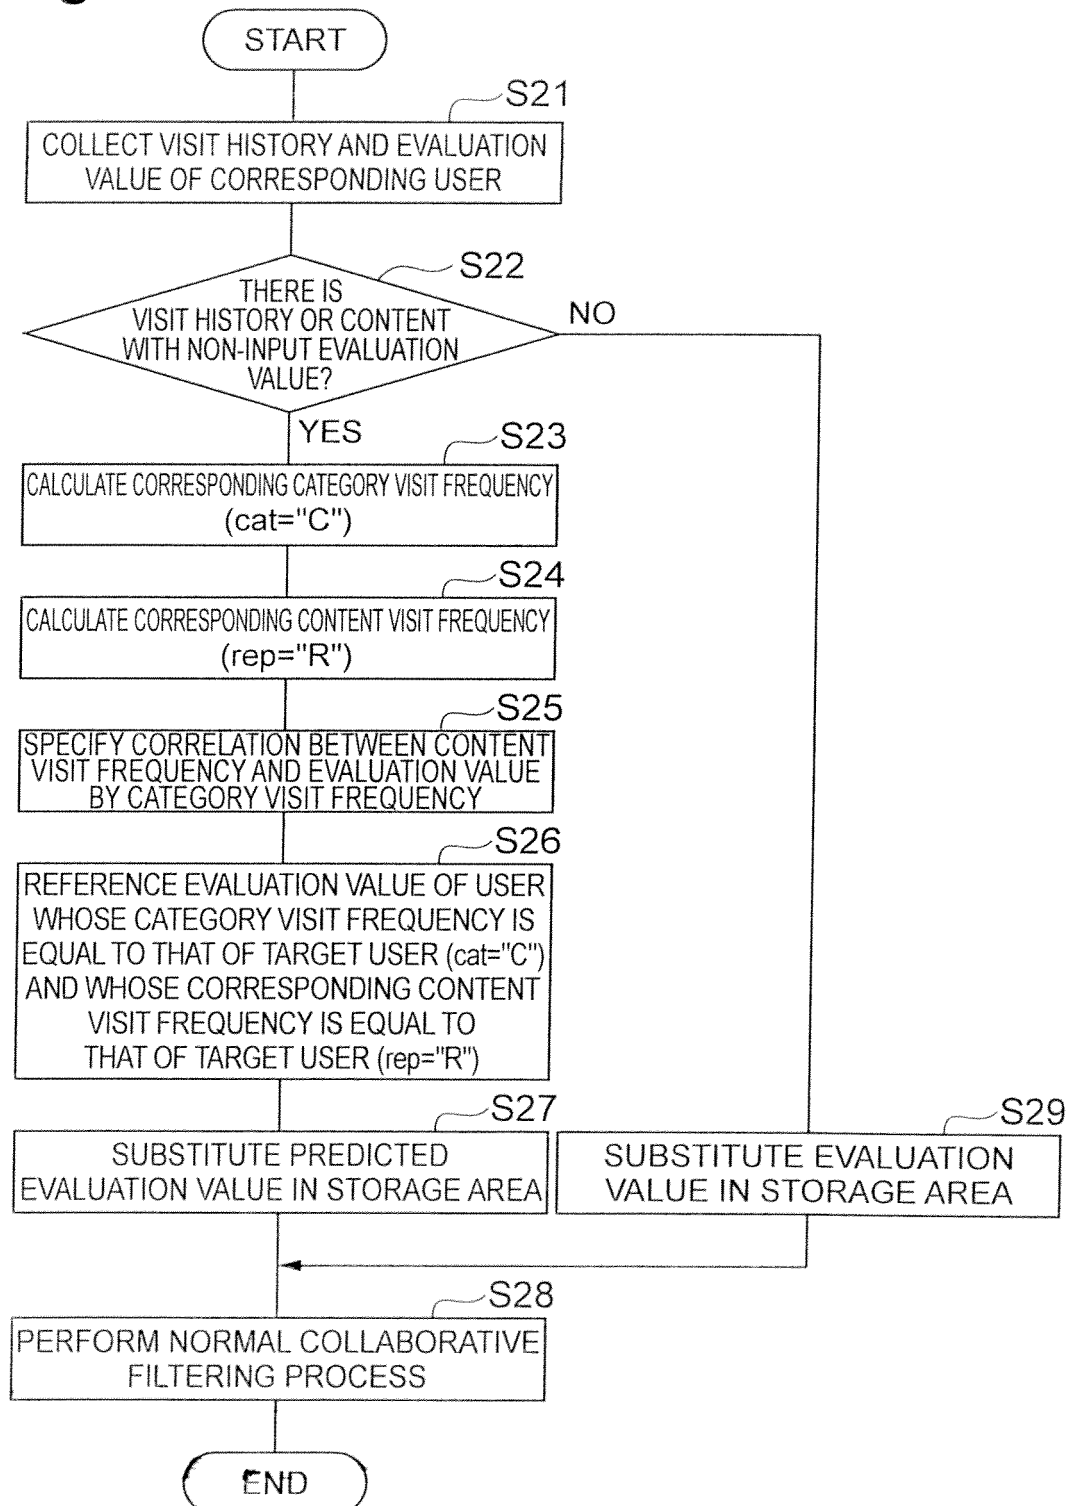 START
S21
COLLECT VISIT HISTORY AND EVALUATION
VALUE OF CORRESPONDING USER
S22
THERE IS
VISIT HISTORY OR CONTENT
WITH NON-INPUT EVALUATION
VALUE?
NO
YES
S23
CALCULATE CORRESPONDING CATEGORY VISIT FREQUENCY
(cat="C")
S24
CALCULATE CORRESPONDING CONTENT VISIT FREQUENCY
(rep="R")
S25
SPECIFY CORRELATION BETWEEN CONTENT
VISIT FREQUENCY AND EVALUATION VALUE
BY CATEGORY VISIT FREQUENCY
S26
REFERENCE EVALUATION VALUE OF USER
WHOSE CATEGORY VISIT FREQUENCY IS
EQUAL TO THAT OF TARGET USER (cat="C")
AND WHOSE CORRESPONDING CONTENT
VISIT FREQUENCY IS EQUAL TO
THAT OF TARGET USER (rep="R")
S27
SUBSTITUTE PREDICTED
EVALUATION VALUE IN STORAGE AREA
S29
SUBSTITUTE EVALUATION
VALUE IN STORAGE AREA
S28
PERFORM NORMAL COLLABORATIVE
FILTERING PROCESS
END